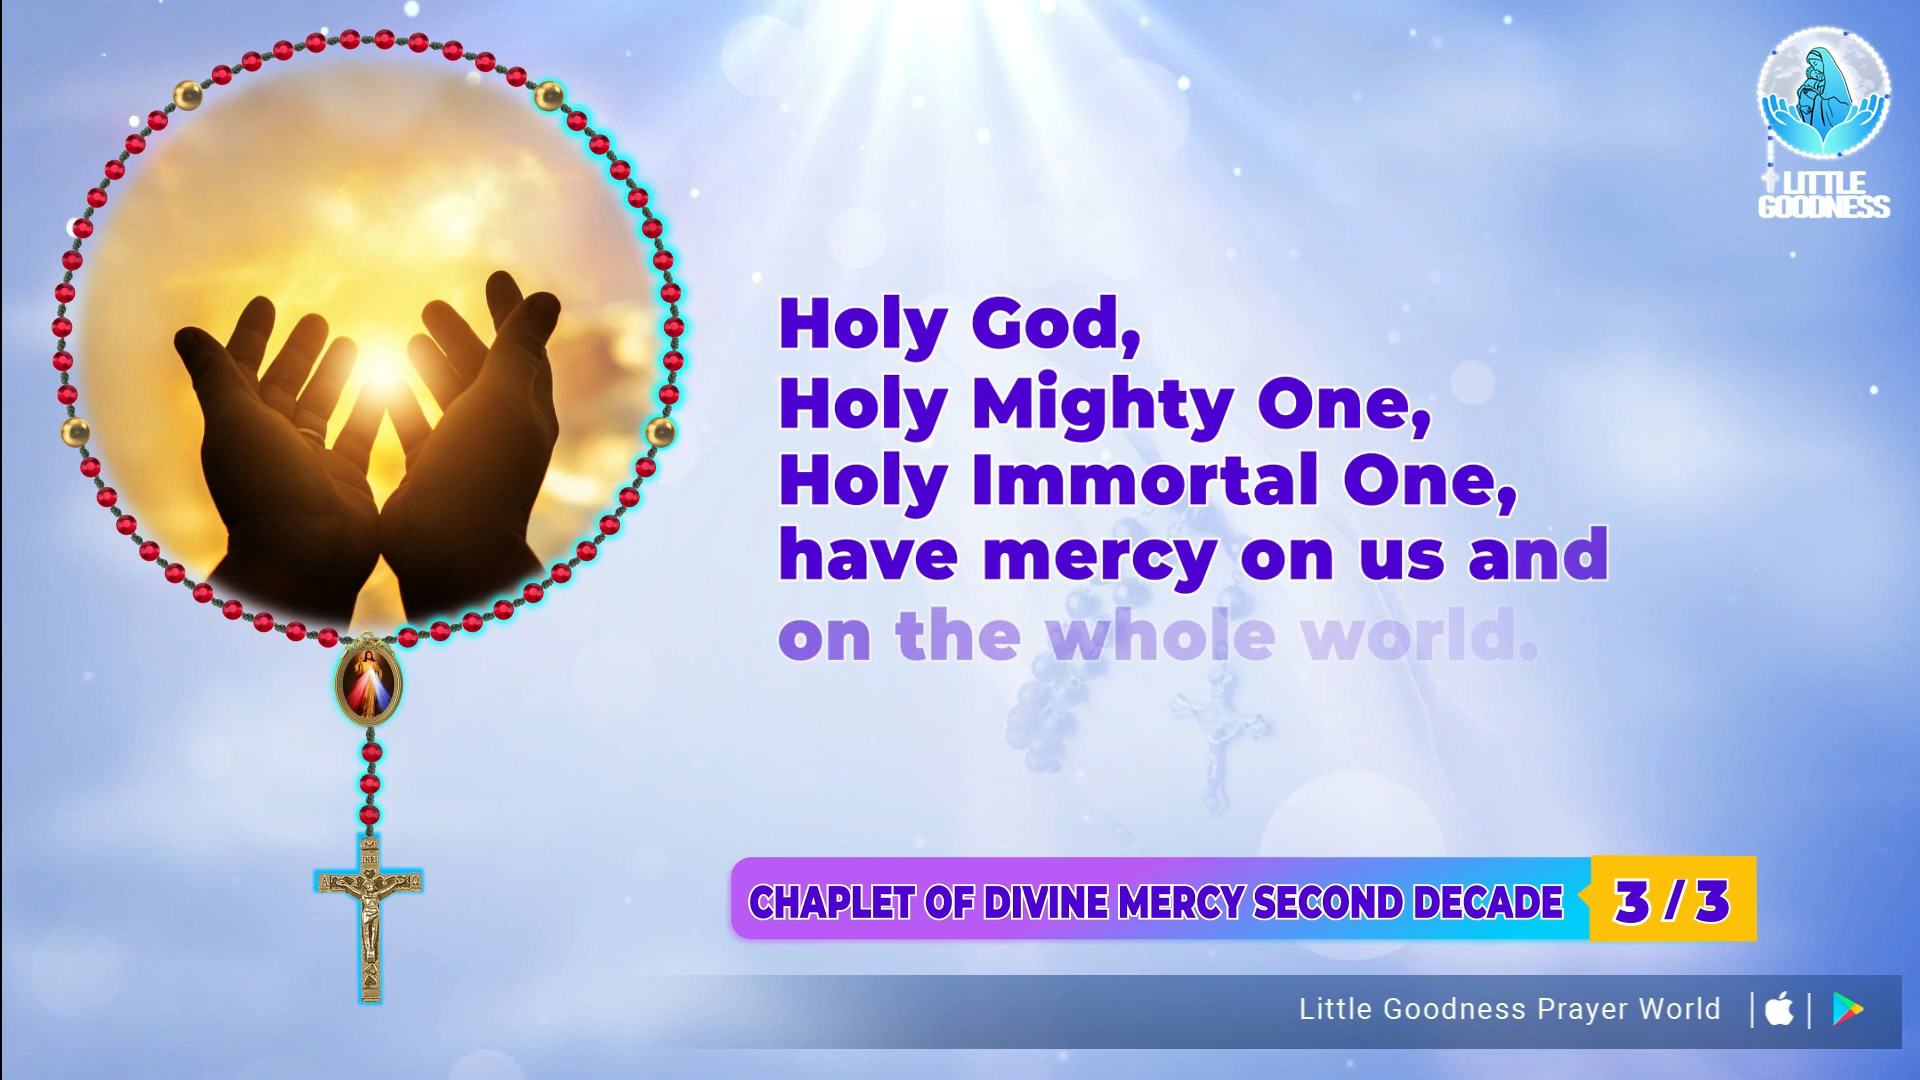 LITTLE
GOODNESS
Holy God,
Holy Mighty One,
Holy Immortal One,
have mercy on us and
on the whole world.
INRI
A
Ω
CHAPLET OF DIVINE MERCY SECOND DECADE
3 / 3
Little Goodness Prayer World